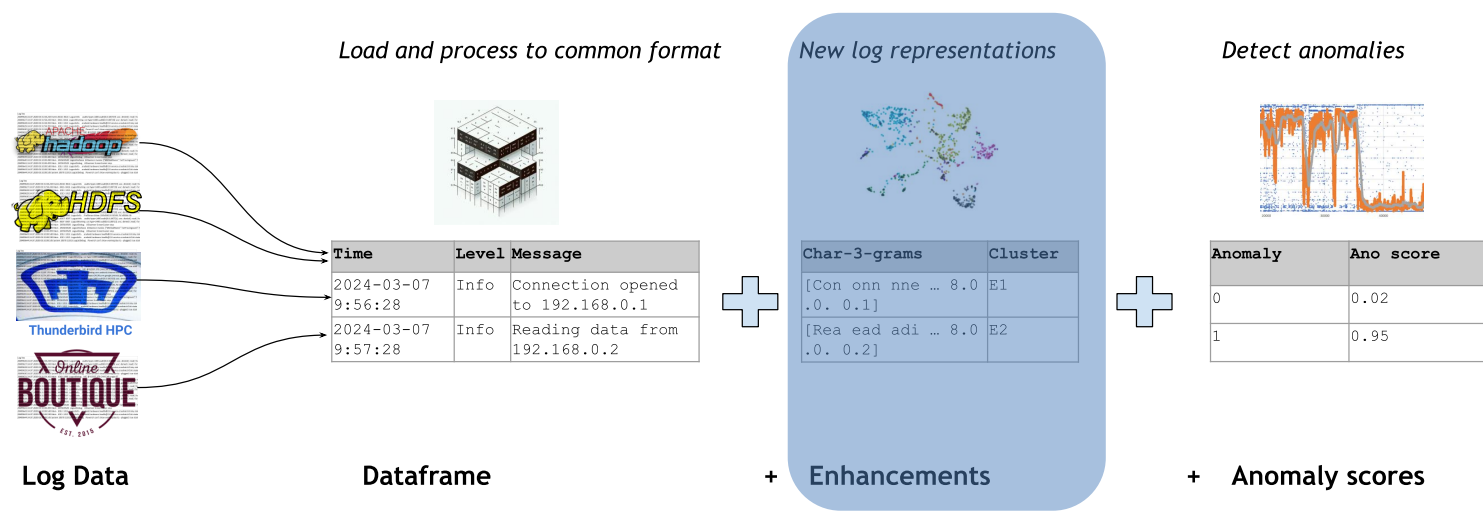 Load and process to common format
New log representations
Detect anomalies
APACHE
hadoop
HDFS
Thunderbird HPC
Online
BOUTIQUE
EST. 2015
Time Level Message
2024-03-07 Info Connection opened
9:56:28 to 192.168.0.1
2024-03-07 Info Reading data from
9:57:28 192.168.0.2
Char-3-grams Cluster
[Con onn nne … 8.0 E1
.0. 0.1]
[Rea ead adi … 8.0 E2
.0. 0.2]
Anomaly Ano score
0 0.02
1 0.95
Log Data Dataframe + Enhancements + Anomaly scores